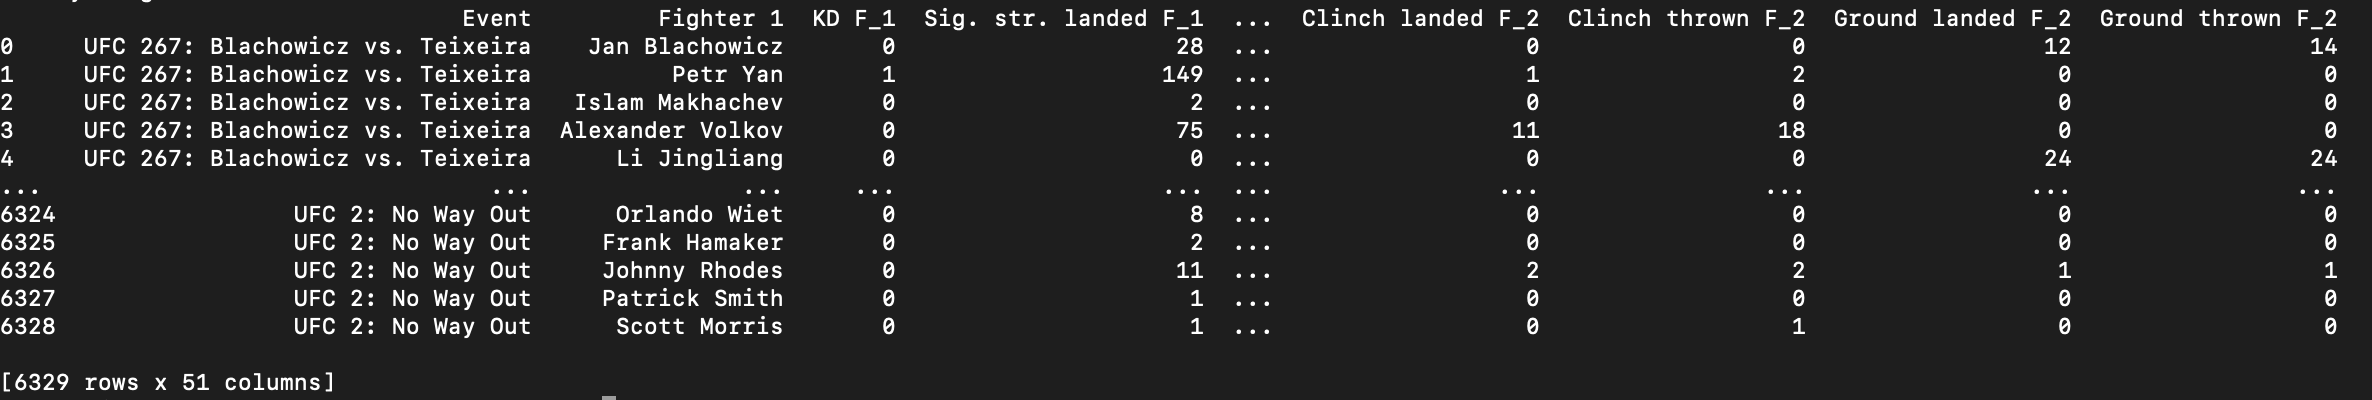 Event Fighter 1 KD F_1 Sig. str. landed F_1 ... Clinch landed F_2 Clinch thrown F_2 Ground landed F_2 Ground thrown F_2
0 UFC 267: Blachowicz vs. Teixeira Jan Blachowicz 0 28 ... 0 0 12 14
1 UFC 267: Blachowicz vs. Teixeira Petr Yan 1 149 ... 1 2 0 0
2 UFC 267: Blachowicz vs. Teixeira Islam Makhachev 0 2 ... 0 0 0 0
3 UFC 267: Blachowicz vs. Teixeira Alexander Volkov 0 75 ... 11 18 0 0
4 UFC 267: Blachowicz vs. Teixeira Li Jingliang 0 0 ... 0 0 24 24
... ... ... ... ... ... ... ... ... ...
6324 UFC 2: No Way Out Orlando Wiet 0 8 ... 0 0 0 0
6325 UFC 2: No Way Out Frank Hamaker 0 2 ... 0 0 0 0
6326 UFC 2: No Way Out Johnny Rhodes 0 11 ... 2 2 1 1
6327 UFC 2: No Way Out Patrick Smith 0 1 ... 0 0 0 0
6328 UFC 2: No Way Out Scott Morris 0 1 ... 0 1 0 0
[6329 rows x 51 columns]